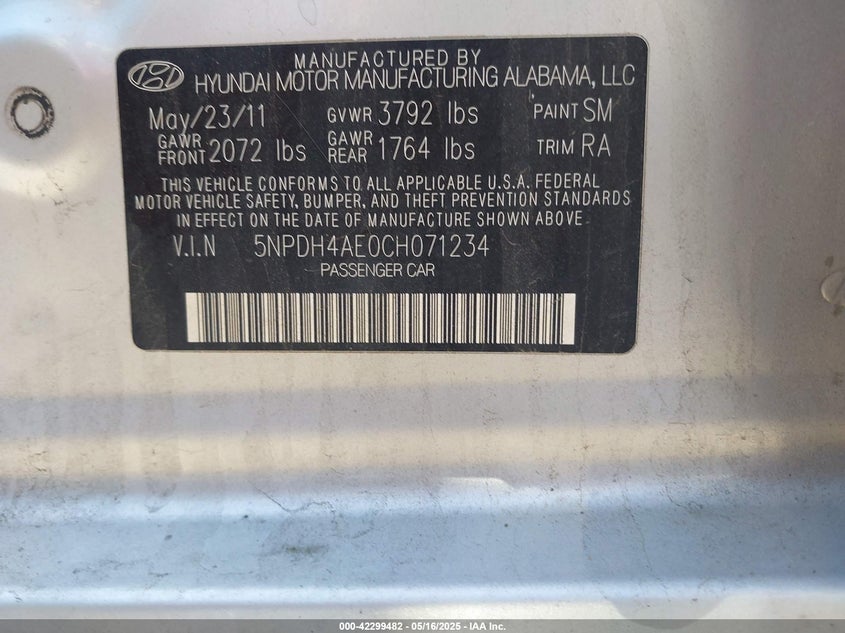 MANUFACTURED BY
HYUNDAI MOTOR MANUFACTURING ALABAMA, LLC
May/23/11 GVWR 3792 lbs PAINT SM
GAWR FRONT 2072 lbs GAWR REAR 1764 lbs TRIM RA
THIS VEHICLE CONFORMS TO ALL APPLICABLE U.S.A. FEDERAL
MOTOR VEHICLE SAFETY, BUMPER, AND THEFT PREVENTION STANDARDS
IN EFFECT ON THE DATE OF MANUFACTURE SHOWN ABOVE.
V.I.N 5NPDH4AE0CH071234
PASSENGER CAR
000-42299482 - 05/16/2025 - IAA Inc.